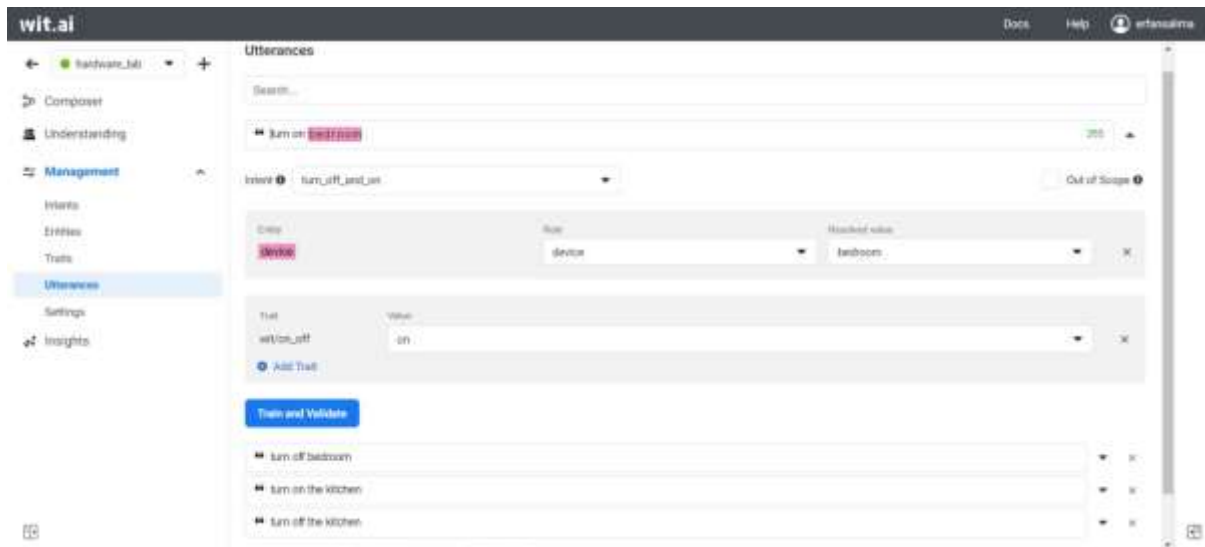 wit.ai
Docs Help erfansalma
hardware_lab
Composer
Understanding
Management
Intents
Entities
Traits
Utterances
Settings
Insights
Utterances
Search...
turn on bedroom
Intent turn_off_and_on Out of Scope
Entity Role Resolved value
device device bedroom
Trait Value
wit/on_off on
Add Trait
Train and Validate
turn off bedroom
turn on the kitchen
turn off the kitchen